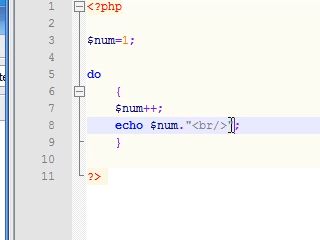 1 <?php
2
3 $num=1;
4
5 do
6 {
7 $num++;
8 echo $num."<br/>";
9 }
10
11 ?>